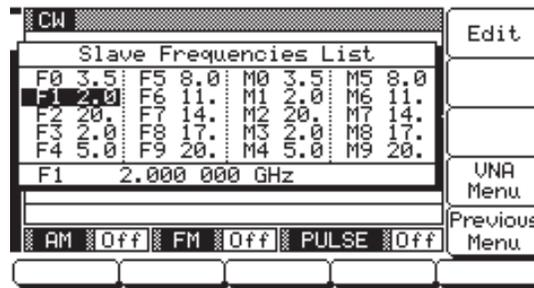 CW
Edit
Slave Frequencies List
F0 3.5 F5 8.0 M0 3.5 M5 8.0
F1 2.0 F6 11. M1 2.0 M6 11.
F2 20. F7 14. M2 20. M7 14.
F3 2.0 F8 17. M3 2.0 M8 17.
F4 5.0 F9 20. M4 5.0 M9 20.
F1 2.000 000 GHz
VNA
Menu
Previous
Menu
AM Off FM Off PULSE Off